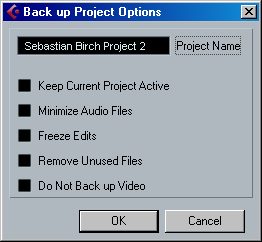 Back up Project Options
Sebastian Birch Project 2 Project Name
Keep Current Project Active
Minimize Audio Files
Freeze Edits
Remove Unused Files
Do Not Back up Video
OK Cancel